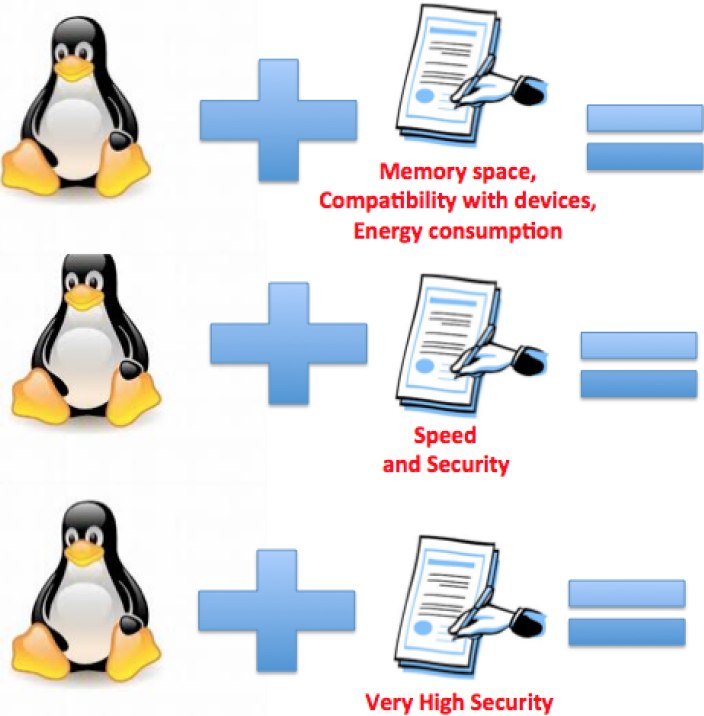 Memory space,
Compatibility with devices,
Energy consumption
Speed
and Security
Very High Security